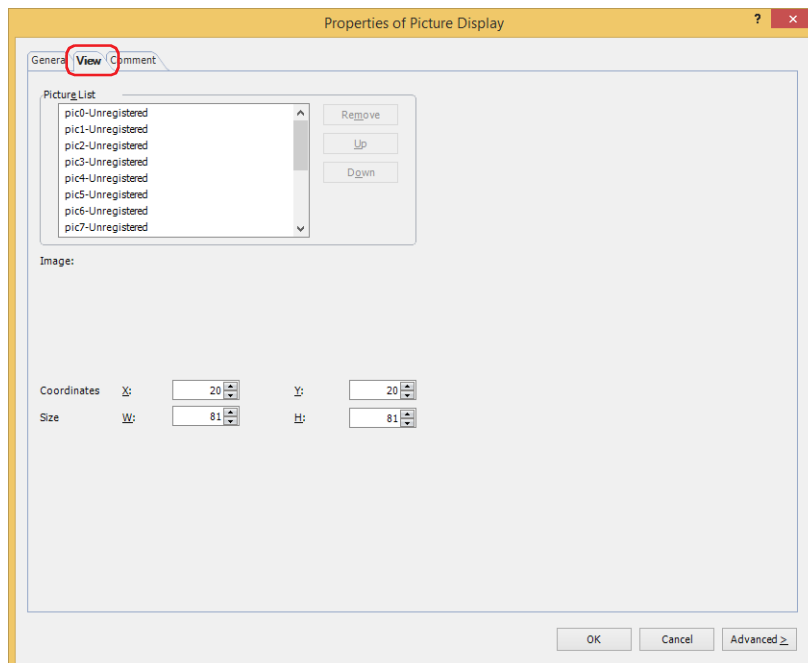 Properties of Picture Display ? ×
General View Comment
Picture List
pic0-Unregistered
pic1-Unregistered
pic2-Unregistered
pic3-Unregistered
pic4-Unregistered
pic5-Unregistered
pic6-Unregistered
pic7-Unregistered
Remove
Up
Down
Image:
Coordinates X: 20 Y: 20
Size W: 81 H: 81
OK Cancel Advanced >